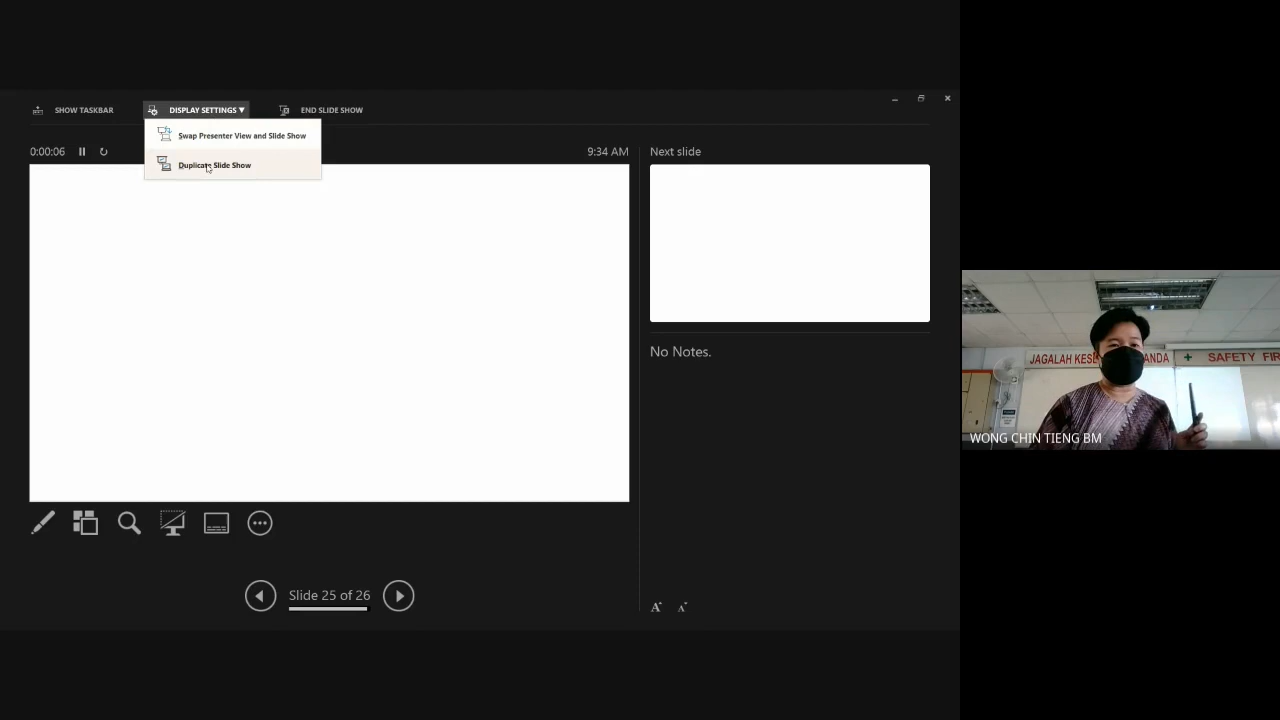 SHOW TASKBAR
DISPLAY SETTINGS ▼
END SLIDE SHOW
Swap Presenter View and Slide Show
Duplicate Slide Show
0:00:06
9:34 AM
Next slide
No Notes.
JAGALAH KESE ANDA
SAFETY FIR
WONG CHIN TIENG BM
Slide 25 of 26
A
A